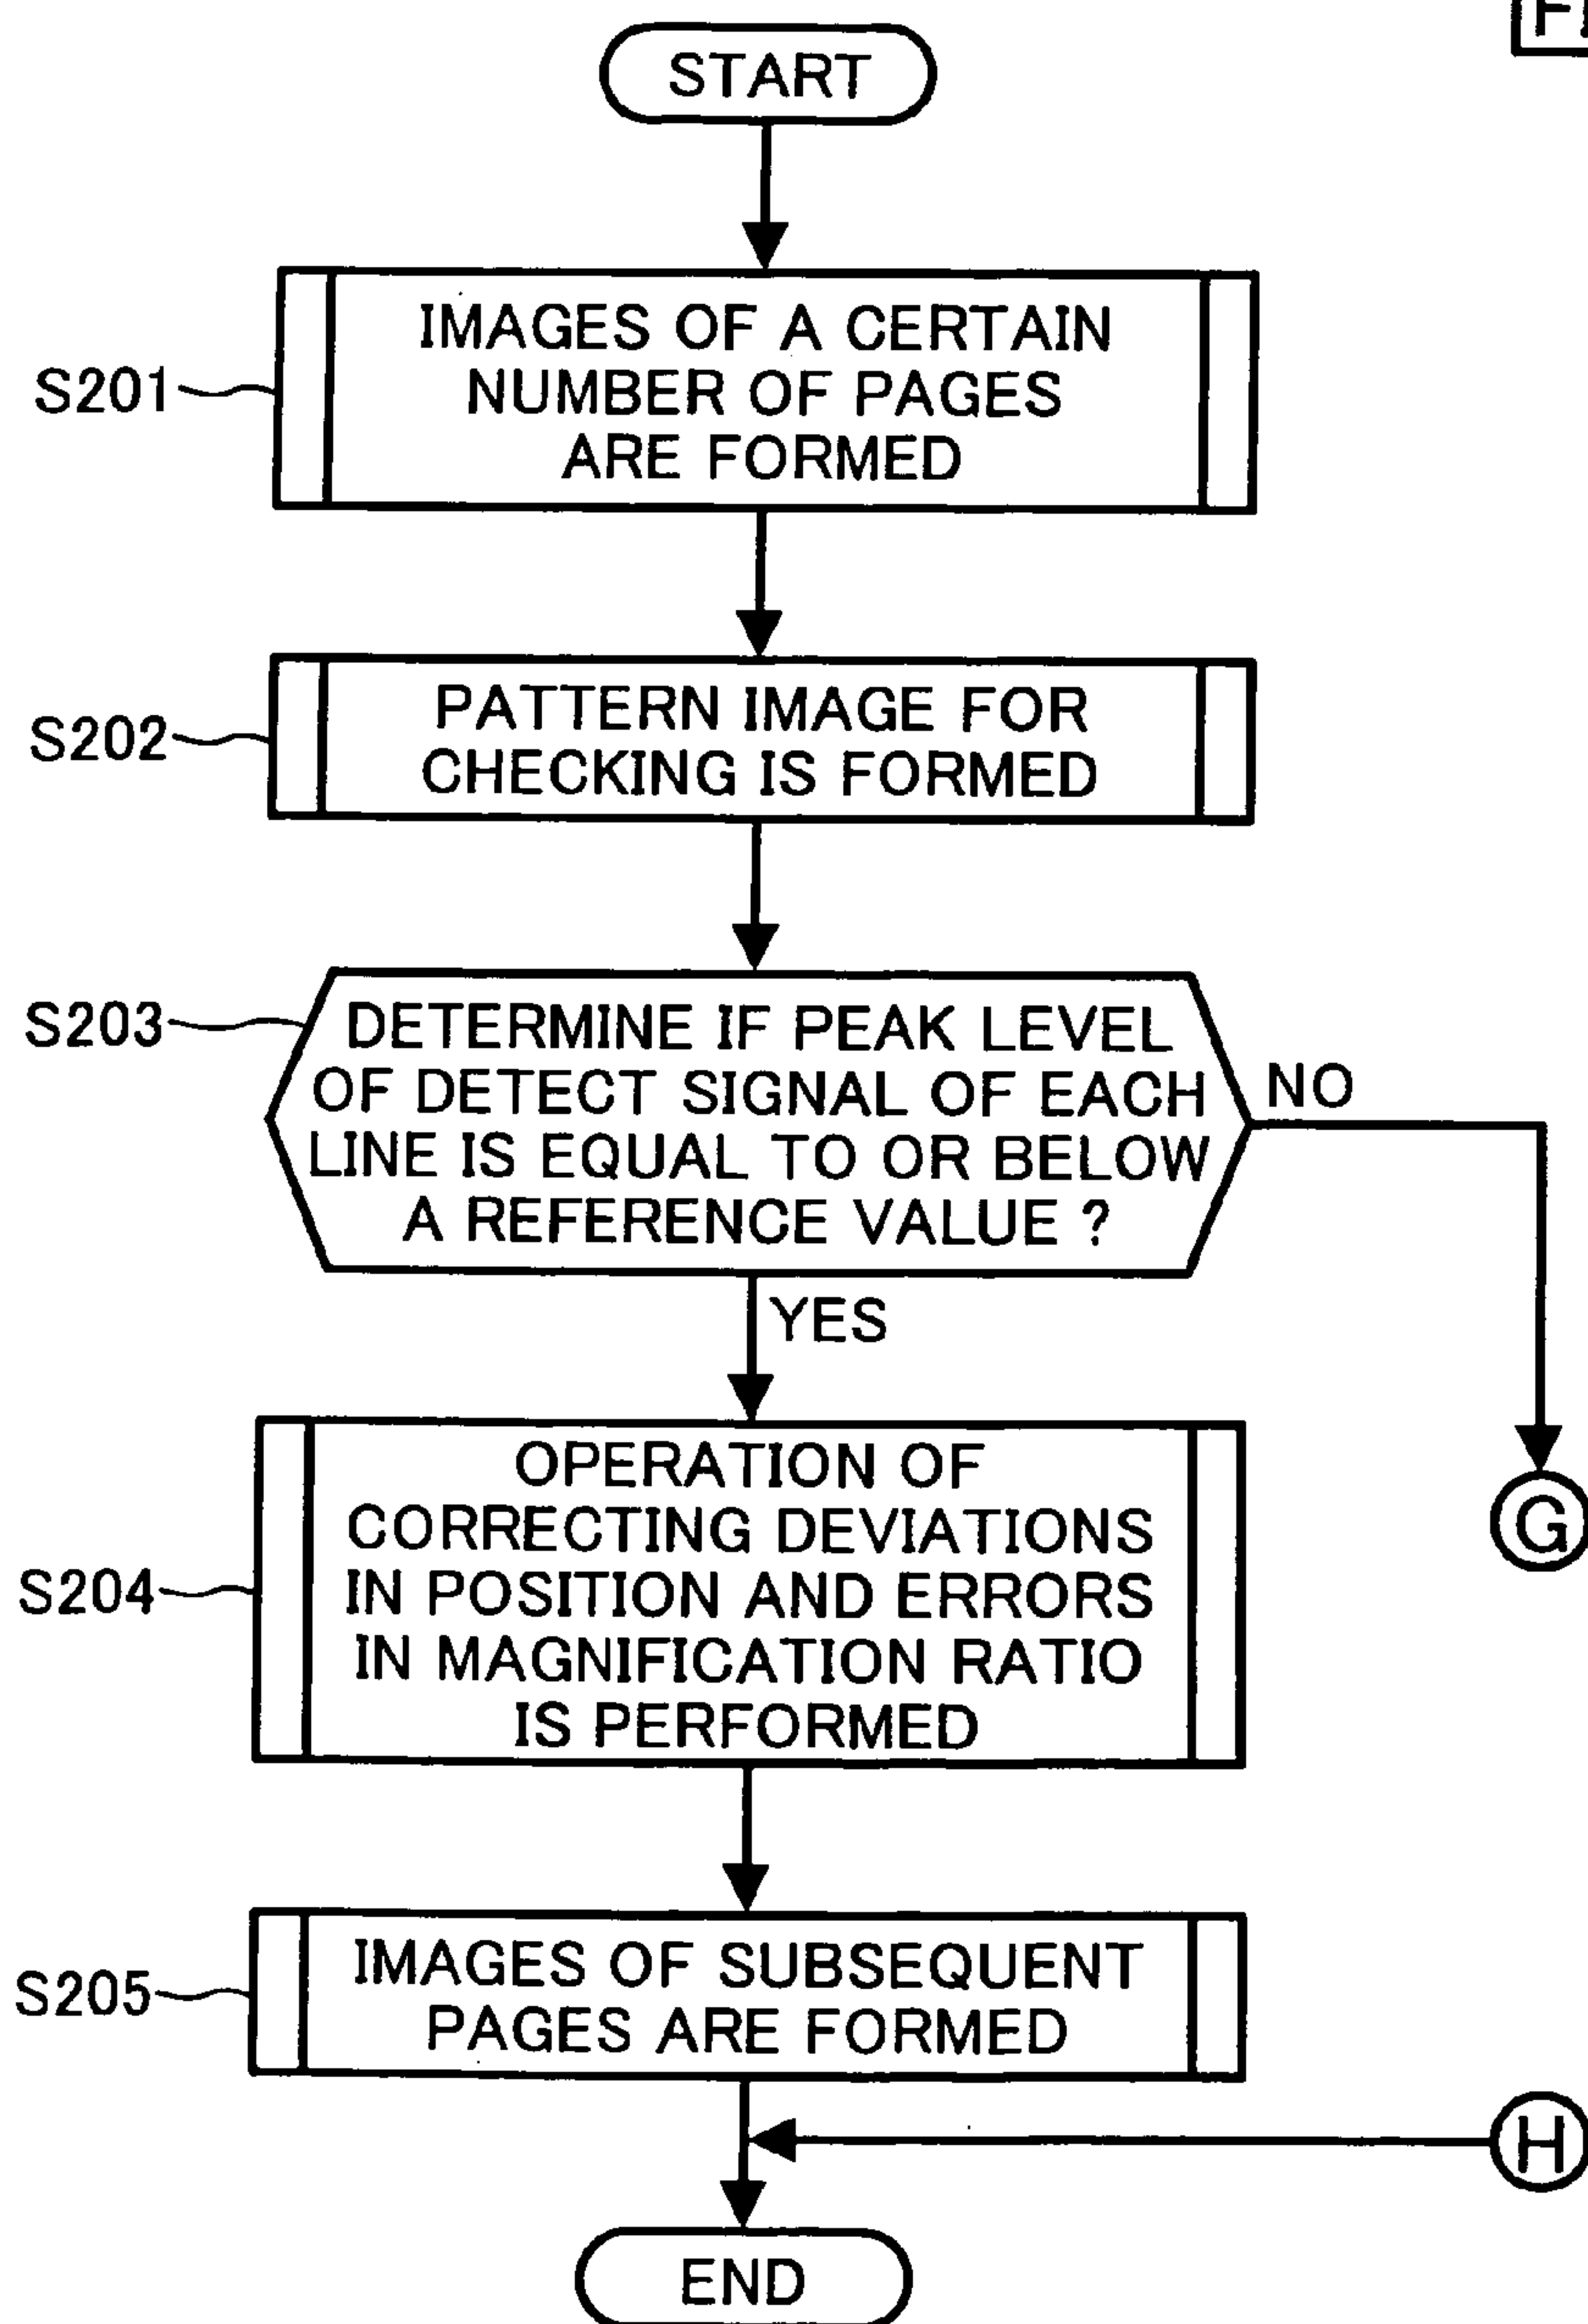 START
S201
IMAGES OF A CERTAIN
NUMBER OF PAGES
ARE FORMED
S202
PATTERN IMAGE FOR
CHECKING IS FORMED
S203
DETERMINE IF PEAK LEVEL
OF DETECT SIGNAL OF EACH
LINE IS EQUAL TO OR BELOW
A REFERENCE VALUE ?
NO
YES
G
S204
OPERATION OF
CORRECTING DEVIATIONS
IN POSITION AND ERRORS
IN MAGNIFICATION RATIO
IS PERFORMED
S205
IMAGES OF SUBSEQUENT
PAGES ARE FORMED
H
END